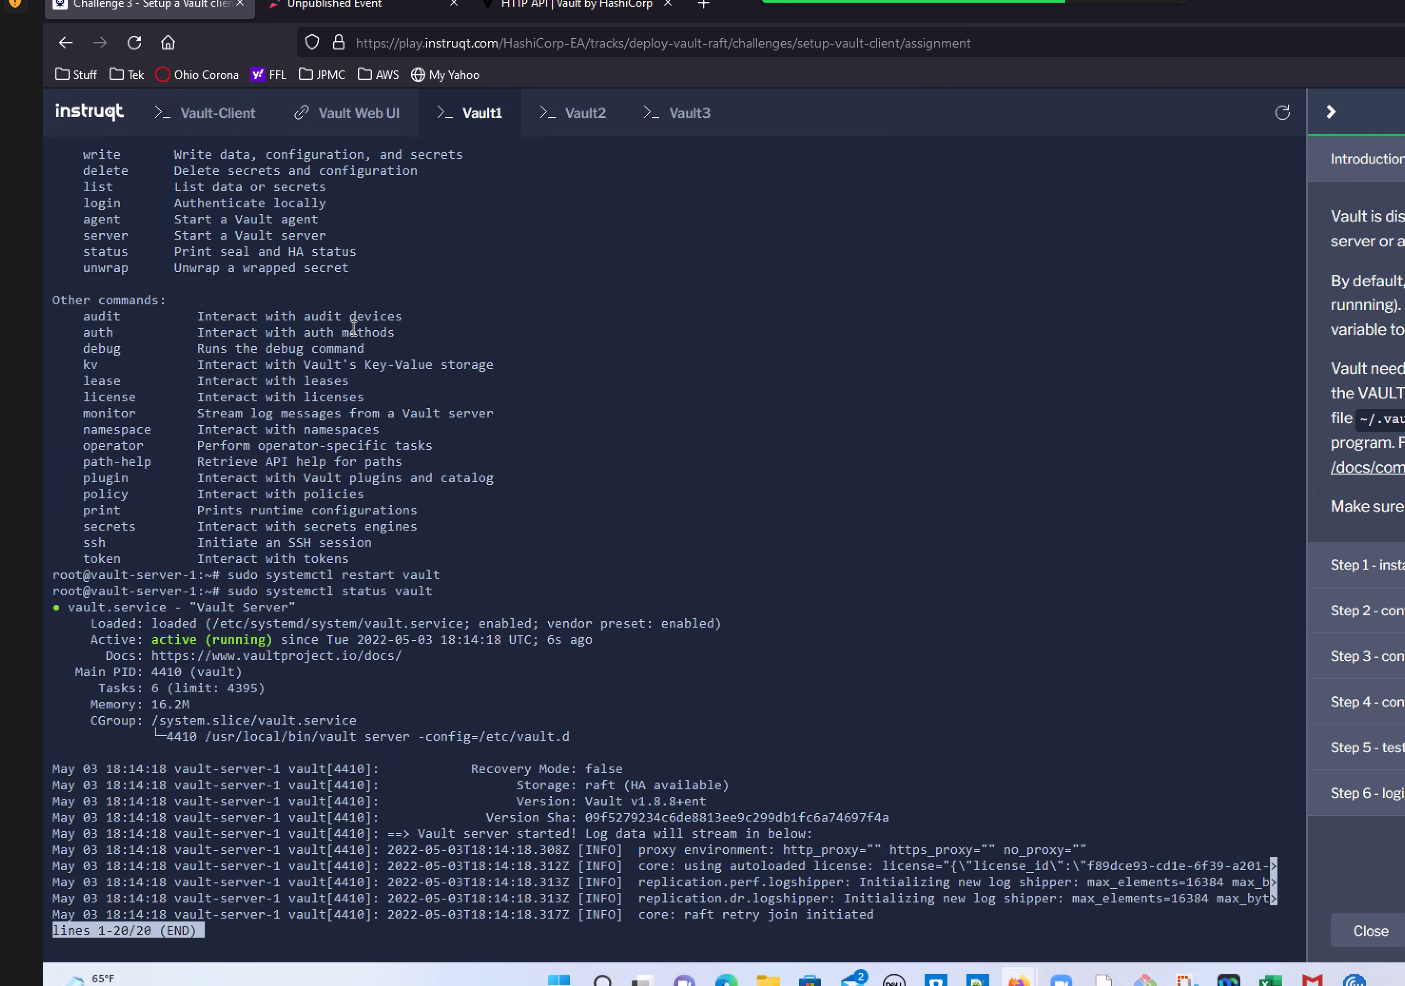 Challenge 3 - Setup a Vault clien
Unpublished Event
HTTP API | Vault by HashiCorp
https://play.instruqt.com/HashiCorp-EA/tracks/deploy-vault-raft/challenges/setup-vault-client/assignment
Stuff Tek Ohio Corona FFL JPMC AWS My Yahoo
instruqt >_ Vault-Client Vault Web UI >_ Vault1 >_ Vault2 >_ Vault3
write Write data, configuration, and secrets
delete Delete secrets and configuration
list List data or secrets
login Authenticate locally
agent Start a Vault agent
server Start a Vault server
status Print seal and HA status
unwrap Unwrap a wrapped secret
Other commands:
audit Interact with audit devices
auth Interact with auth methods
debug Runs the debug command
kv Interact with Vault's Key-Value storage
lease Interact with leases
license Interact with licenses
monitor Stream log messages from a Vault server
namespace Interact with namespaces
operator Perform operator-specific tasks
path-help Retrieve API help for paths
plugin Interact with Vault plugins and catalog
policy Interact with policies
print Prints runtime configurations
secrets Interact with secrets engines
ssh Initiate an SSH session
token Interact with tokens
root@vault-server-1:~# sudo systemctl restart vault
root@vault-server-1:~# sudo systemctl status vault
● vault.service - "Vault Server"
Loaded: loaded (/etc/systemd/system/vault.service; enabled; vendor preset: enabled)
Active: active (running) since Tue 2022-05-03 18:14:18 UTC; 6s ago
Docs: https://www.vaultproject.io/docs/
Main PID: 4410 (vault)
Tasks: 6 (limit: 4395)
Memory: 16.2M
CGroup: /system.slice/vault.service
└─4410 /usr/local/bin/vault server -config=/etc/vault.d
May 03 18:14:18 vault-server-1 vault[4410]: Recovery Mode: false
May 03 18:14:18 vault-server-1 vault[4410]: Storage: raft (HA available)
May 03 18:14:18 vault-server-1 vault[4410]: Version: Vault v1.8.8+ent
May 03 18:14:18 vault-server-1 vault[4410]: Version Sha: 09f5279234c6de8813ee9c299db1fc6a74697f4a
May 03 18:14:18 vault-server-1 vault[4410]: ==> Vault server started! Log data will stream in below:
May 03 18:14:18 vault-server-1 vault[4410]: 2022-05-03T18:14:18.308Z [INFO] proxy environment: http_proxy="" https_proxy="" no_proxy=""
May 03 18:14:18 vault-server-1 vault[4410]: 2022-05-03T18:14:18.312Z [INFO] core: using autoloaded license: license="{\"license_id\":\"f89dce93-cd1e-6f39-a201->
May 03 18:14:18 vault-server-1 vault[4410]: 2022-05-03T18:14:18.313Z [INFO] replication.perf.logshipper: Initializing new log shipper: max_elements=16384 max_b>
May 03 18:14:18 vault-server-1 vault[4410]: 2022-05-03T18:14:18.313Z [INFO] replication.dr.logshipper: Initializing new log shipper: max_elements=16384 max_byt>
May 03 18:14:18 vault-server-1 vault[4410]: 2022-05-03T18:14:18.317Z [INFO] core: raft retry join initiated
lines 1-20/20 (END)
Introduction
Vault is dis
server or a
By default,
runnning).
variable to
Vault need
the VAULT
file ~/.vau
program. F
/docs/com
Make sure
Step 1 - insta
Step 2 - con
Step 3 - con
Step 4 - con
Step 5 - test
Step 6 - logi
Close
65°F
2